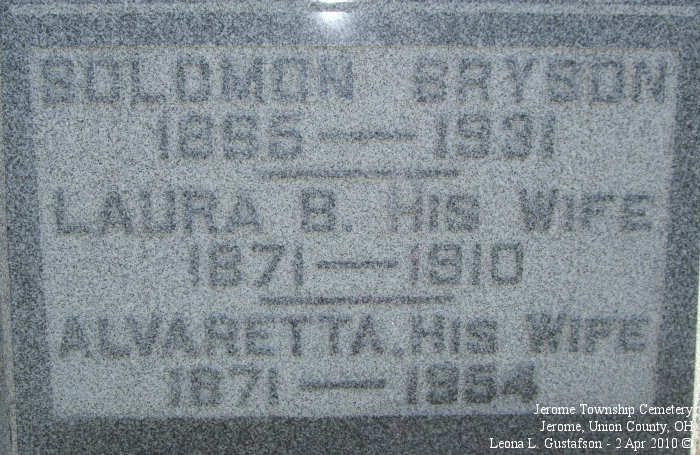 SOLOMON BRYSON
1865 — 1931
LAURA B. HIS WIFE
1871 — 1910
ALVARETTA. HIS WIFE
1871 — 1954
Jerome Township Cemetery
Jerome, Union County, OH
Leona L. Gustafson - 2 Apr 2010 ©